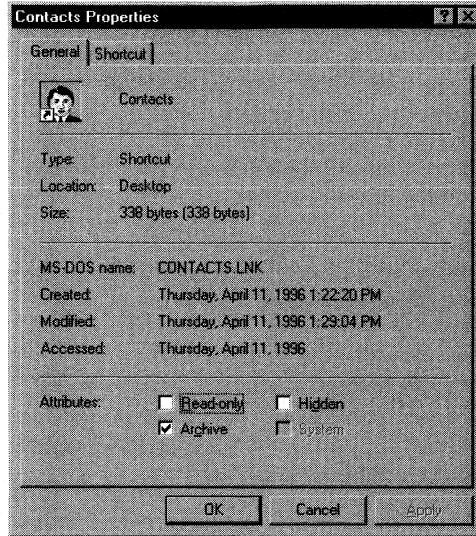 Contacts Properties
General Shortcut
Contacts
Type: Shortcut
Location: Desktop
Size: 338 bytes (338 bytes)
MS-DOS name: CONTACTS.LNK
Created: Thursday, April 11, 1996 1:22:20 PM
Modified: Thursday, April 11, 1996 1:29:04 PM
Accessed: Thursday, April 11, 1996
Attributes: Read-only Hidden
Archive System
OK Cancel Apply